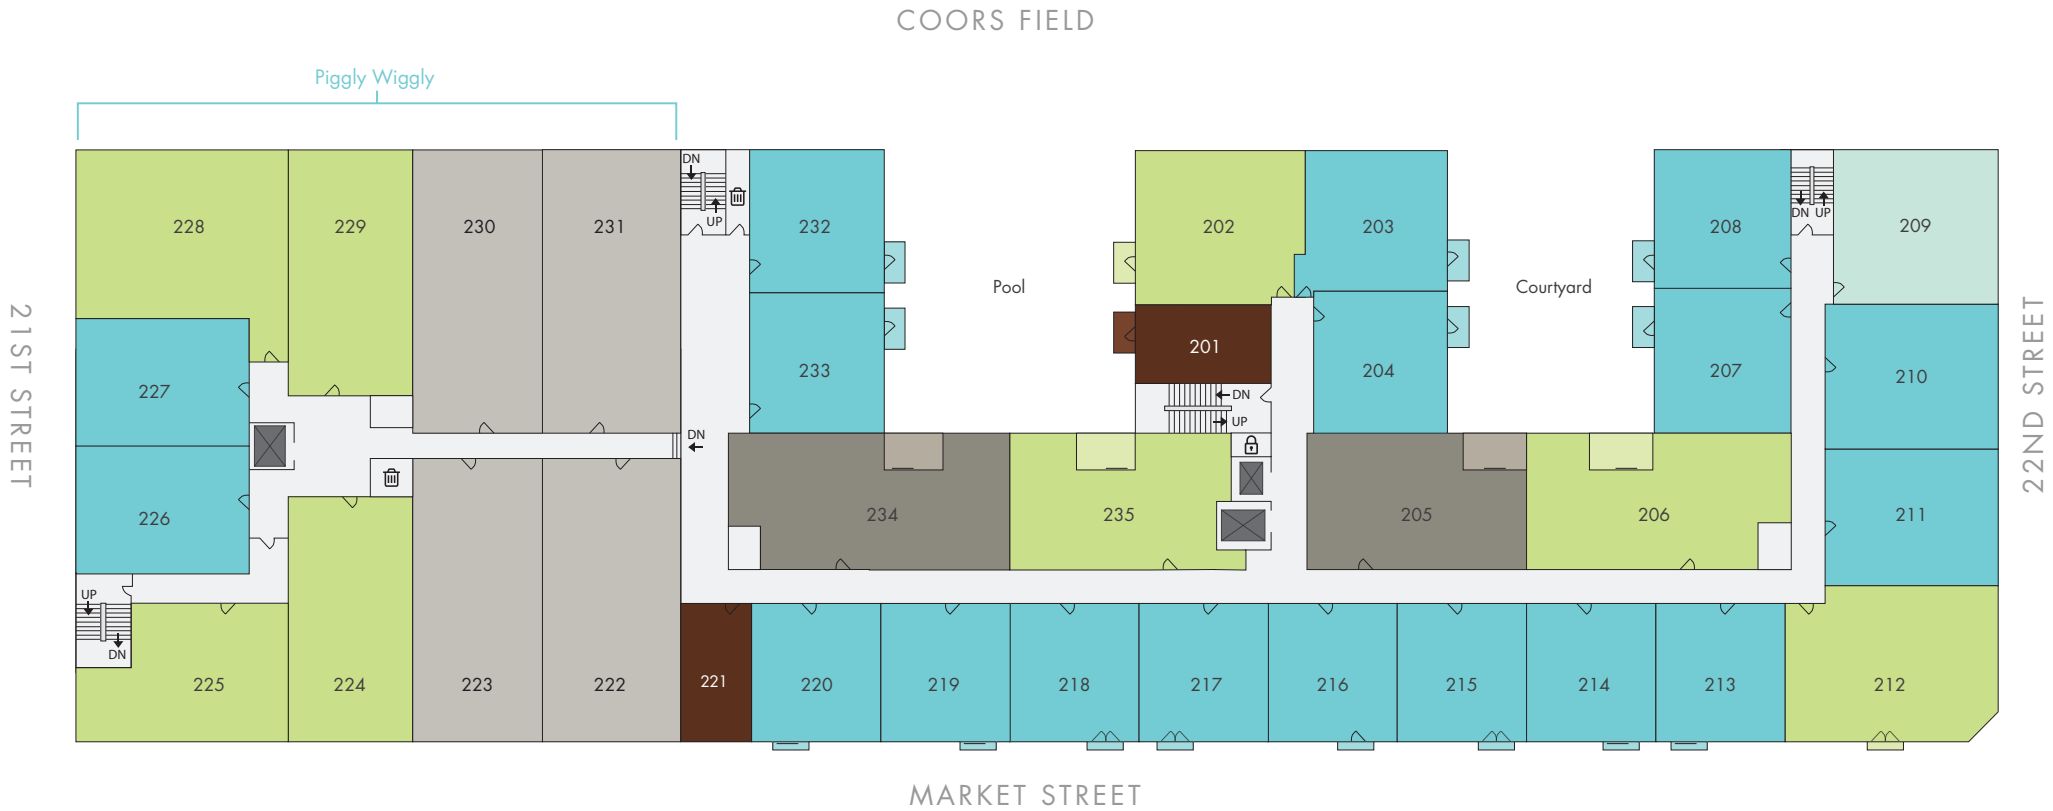 COORS FIELD
Piggly Wiggly
DN
UP
228
229
230
231
232
202
203
208
DN UP
209
Pool
Courtyard
21ST STREET
22ND STREET
227
233
201
204
207
210
DN
UP
DN
226
234
235
205
206
211
UP
DN
225
224
223
222
221
220
219
218
217
216
215
214
213
212
MARKET STREET